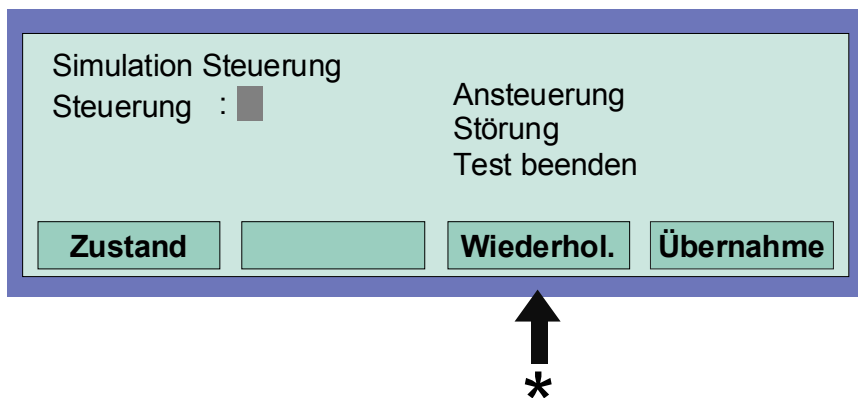 Simulation Steuerung
Steuerung :
Ansteuerung
Störung
Test beenden
Zustand
Wiederhol.
Übernahme
*